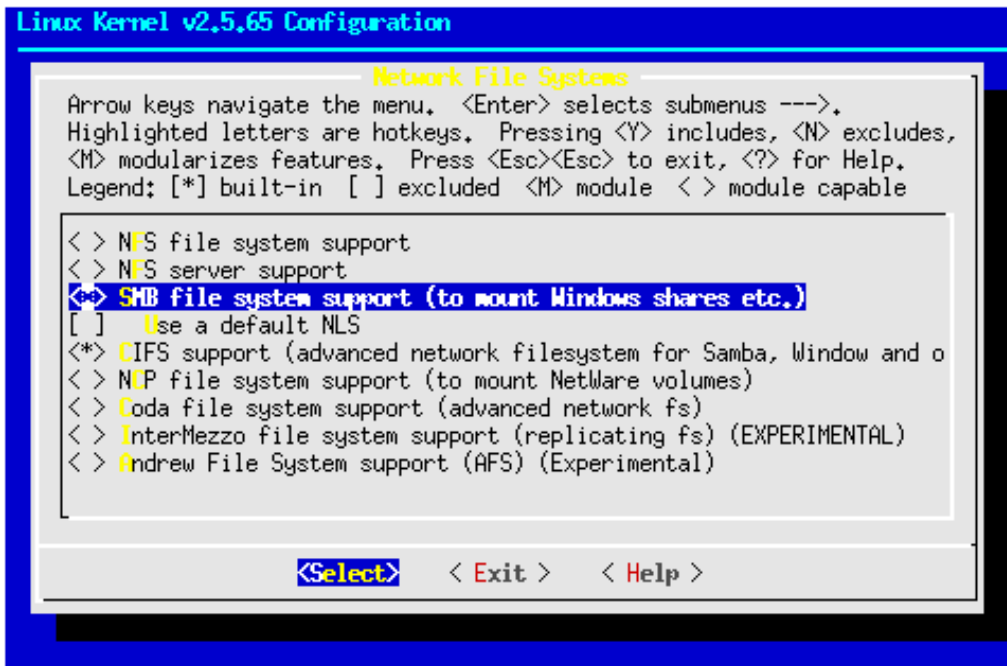 Linux Kernel v2.5.65 Configuration
Network File Systems
Arrow keys navigate the menu. <Enter> selects submenus --->.
Highlighted letters are hotkeys. Pressing <Y> includes, <N> excludes,
<M> modularizes features. Press <Esc><Esc> to exit, <?> for Help.
Legend: [*] built-in [ ] excluded <M> module < > module capable
< > NFS file system support
< > NFS server support
<*> SMB file system support (to mount Windows shares etc.)
[ ] Use a default NLS
<*> CIFS support (advanced network filesystem for Samba, Window and o
< > NCP file system support (to mount NetWare volumes)
< > Coda file system support (advanced network fs)
< > InterMezzo file system support (replicating fs) (EXPERIMENTAL)
< > Andrew File System support (AFS) (Experimental)
<Select> < Exit > < Help >